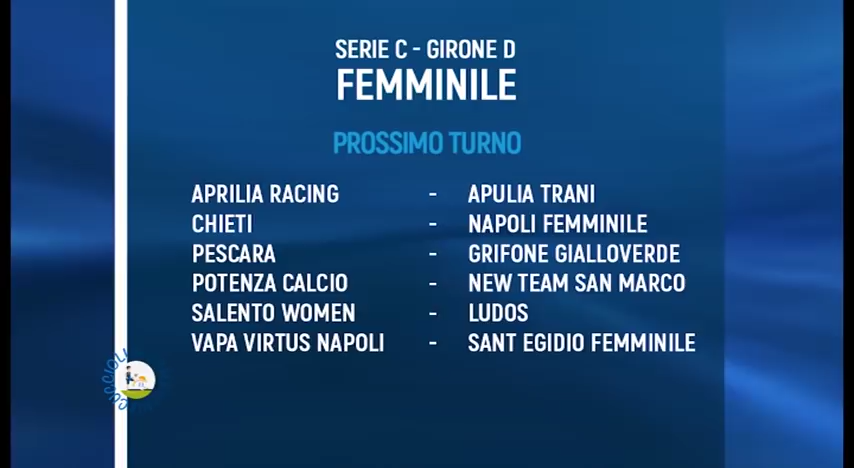 SERIE C - GIRONE D
FEMMINILE
PROSSIMO TURNO
APRILIA RACING - APULIA TRANI
CHIETI - NAPOLI FEMMINILE
PESCARA - GRIFONE GIALLOVERDE
POTENZA CALCIO - NEW TEAM SAN MARCO
SALENTO WOMEN - LUDOS
VAPA VIRTUS NAPOLI - SANT EGIDIO FEMMINILE